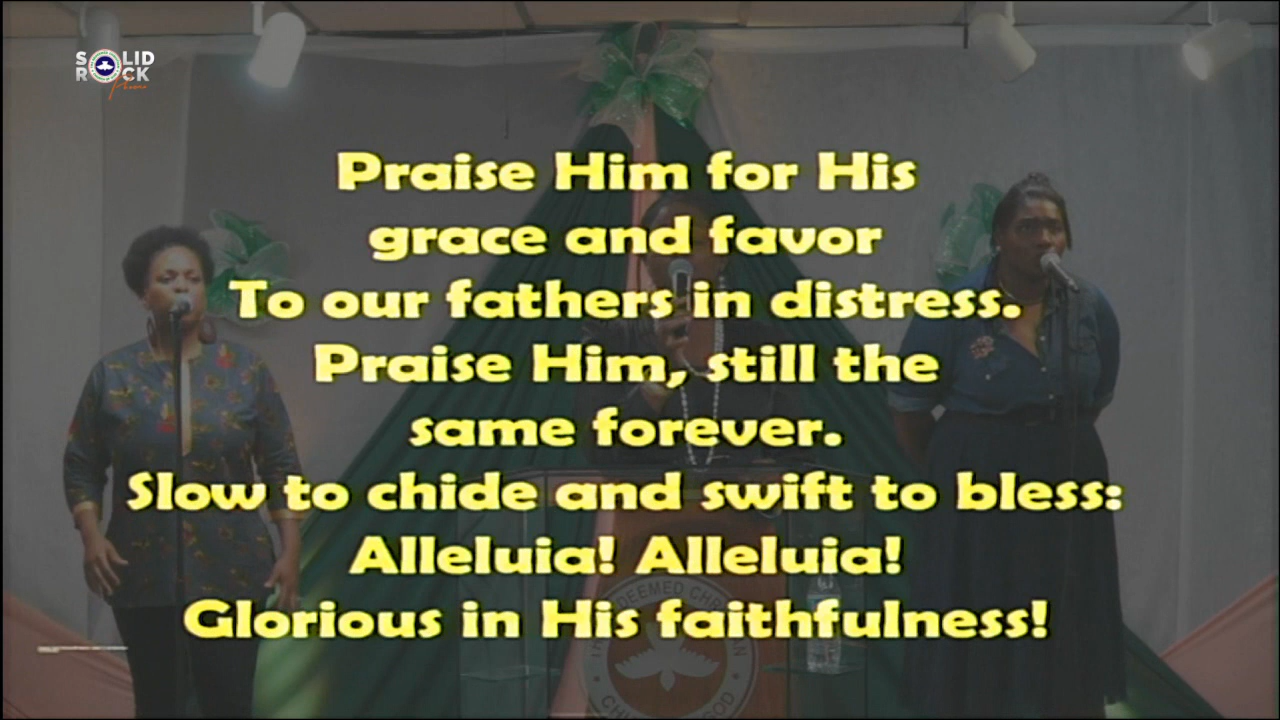 SOLID
ROCK
Praise Him for His
grace and favor
To our fathers in distress.
Praise Him, still the
same forever.
Slow to chide and swift to bless:
Alleluia! Alleluia!
Glorious in His faithfulness!